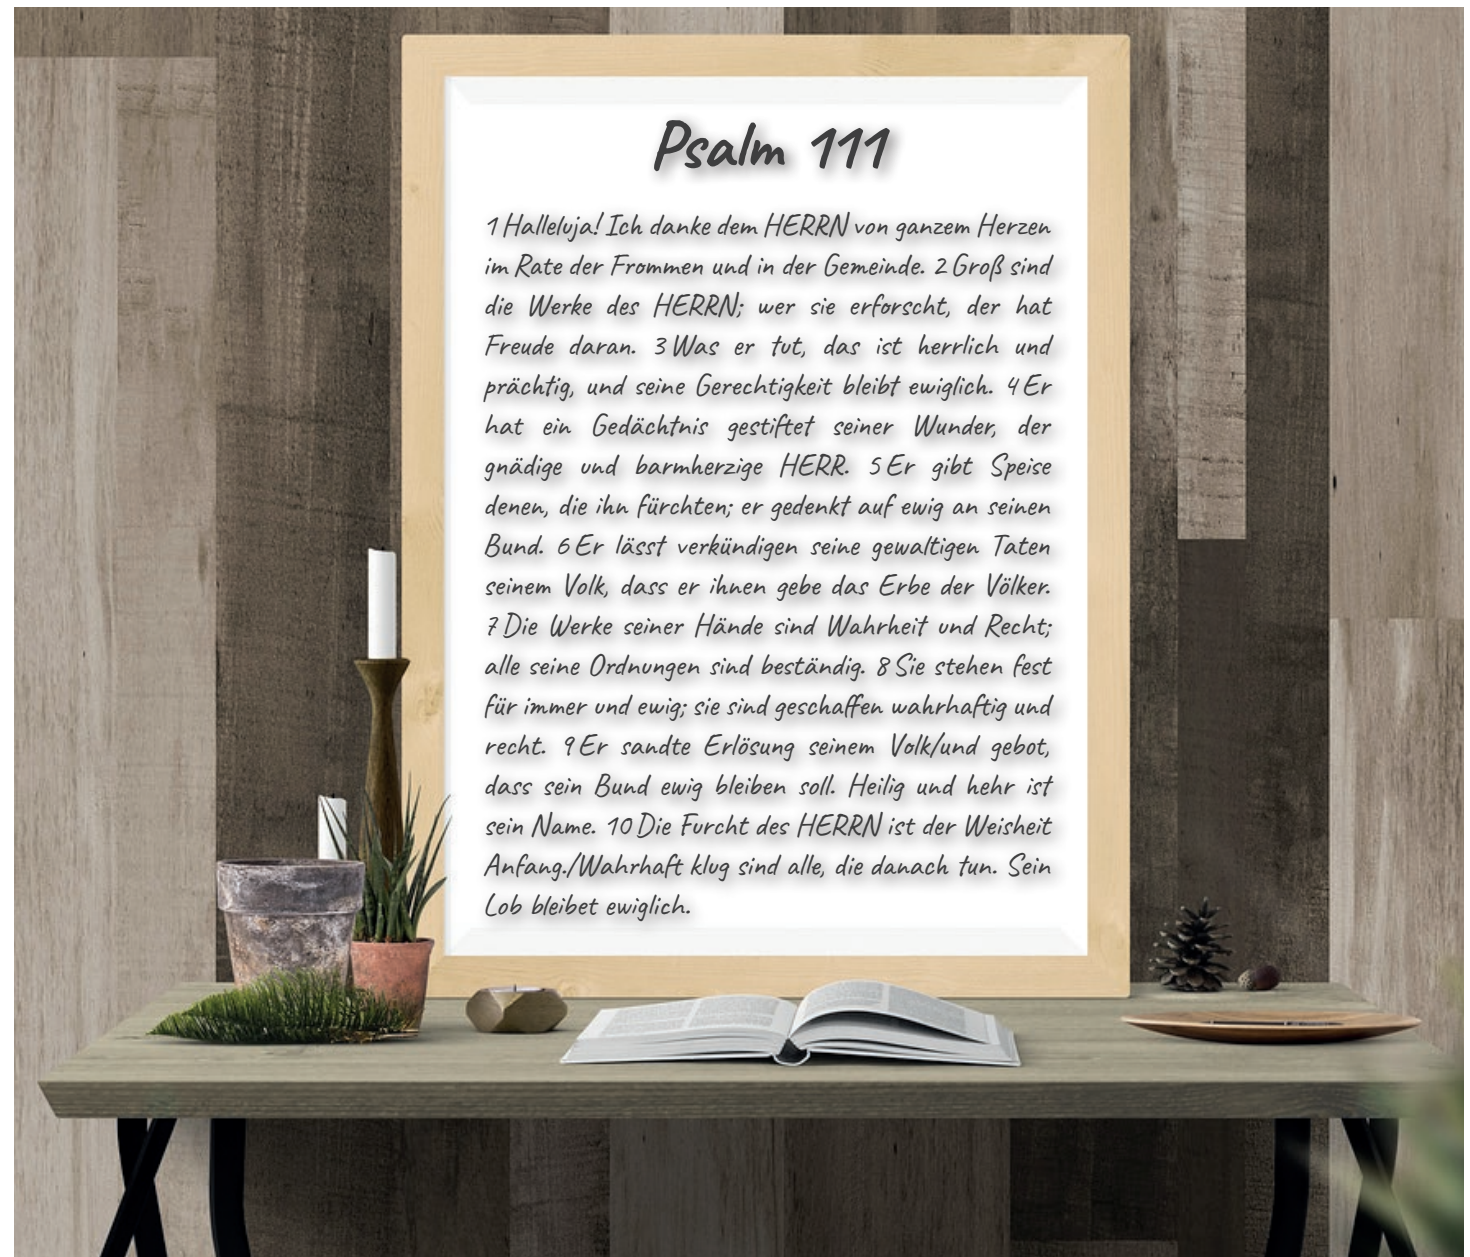 Psalm 111
1 Halleluja! Ich danke dem HERRN von ganzem Herzen
im Rate der Frommen und in der Gemeinde. 2 Groß sind
die Werke des HERRN; wer sie erforscht, der hat
Freude daran. 3 Was er tut, das ist herrlich und
prächtig, und seine Gerechtigkeit bleibt ewiglich. 4 Er
hat ein Gedächtnis gestiftet seiner Wunder, der
gnädige und barmherzige HERR. 5 Er gibt Speise
denen, die ihn fürchten; er gedenkt auf ewig an seinen
Bund. 6 Er lässt verkündigen seine gewaltigen Taten
seinem Volk, dass er ihnen gebe das Erbe der Völker.
7 Die Werke seiner Hände sind Wahrheit und Recht;
alle seine Ordnungen sind beständig. 8 Sie stehen fest
für immer und ewig; sie sind geschaffen wahrhaftig und
recht. 9 Er sandte Erlösung seinem Volk/und gebot,
dass sein Bund ewig bleiben soll. Heilig und hehr ist
sein Name. 10 Die Furcht des HERRN ist der Weisheit
Anfang./Wahrhaft klug sind alle, die danach tun. Sein
Lob bleibet ewiglich.